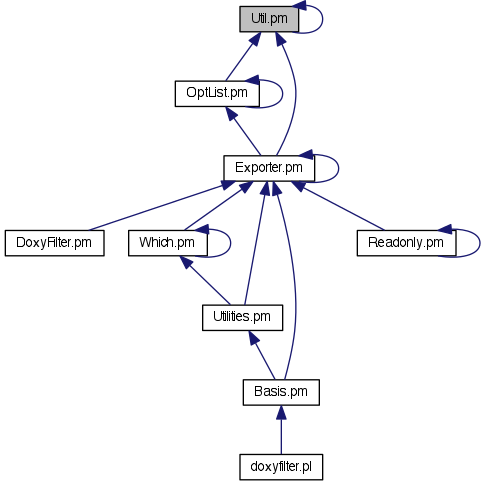 Util.pm
OptList.pm
Exporter.pm
DoxyFilter.pm
Which.pm
Readonly.pm
Utilities.pm
Basis.pm
doxyfilter.pl